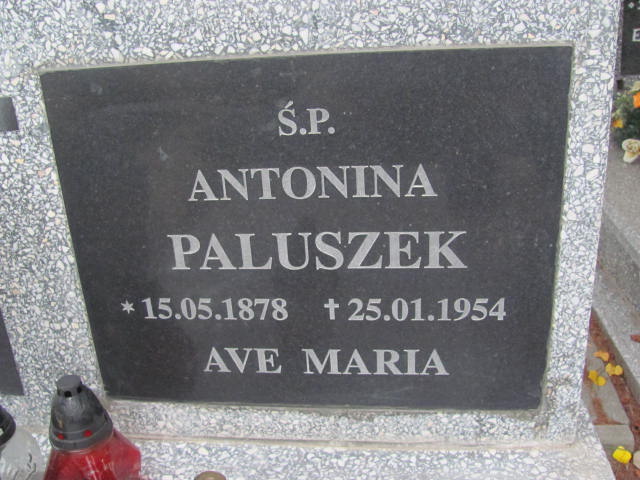 Ś.P.
ANTONINA
PALUSZEK
* 15.05.1878 † 25.01.1954
AVE MARIA